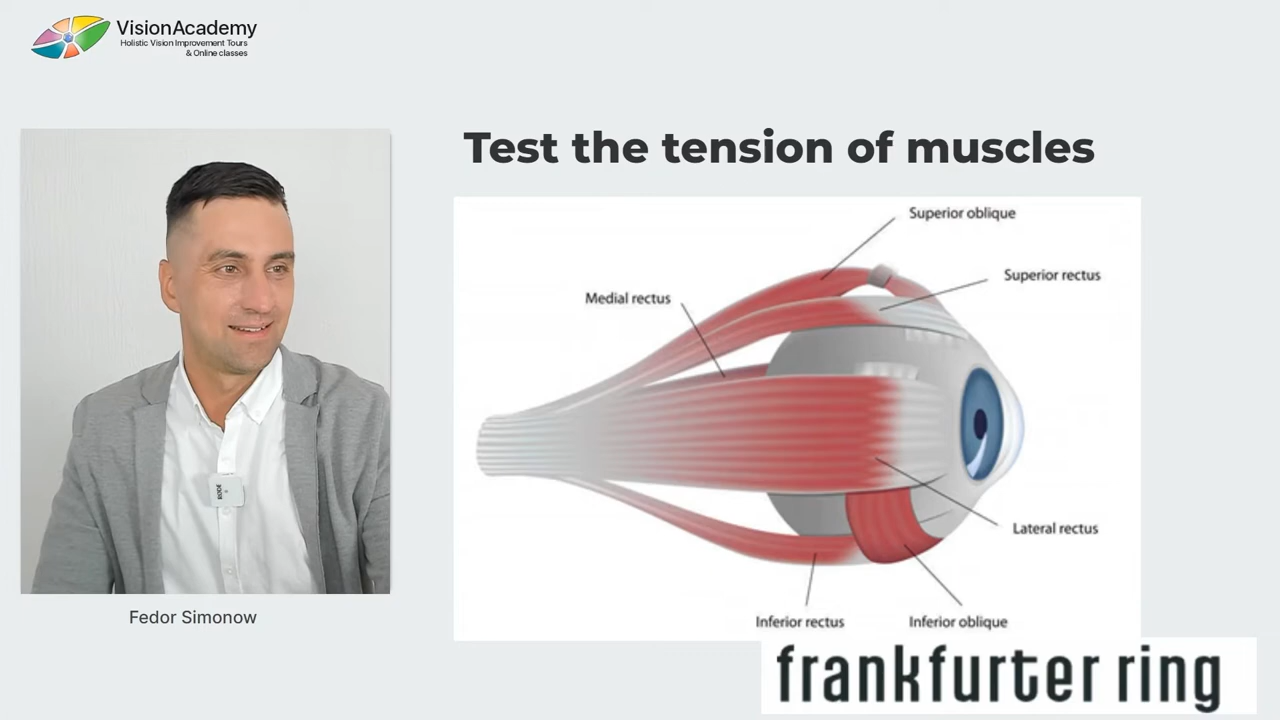 VisionAcademy
Holistic Vision Improvement Tours
& Online classes
Test the tension of muscles
Superior oblique
Superior rectus
Medial rectus
Lateral rectus
Inferior rectus
Inferior oblique
RODE
Fedor Simonow
frankfurter ring